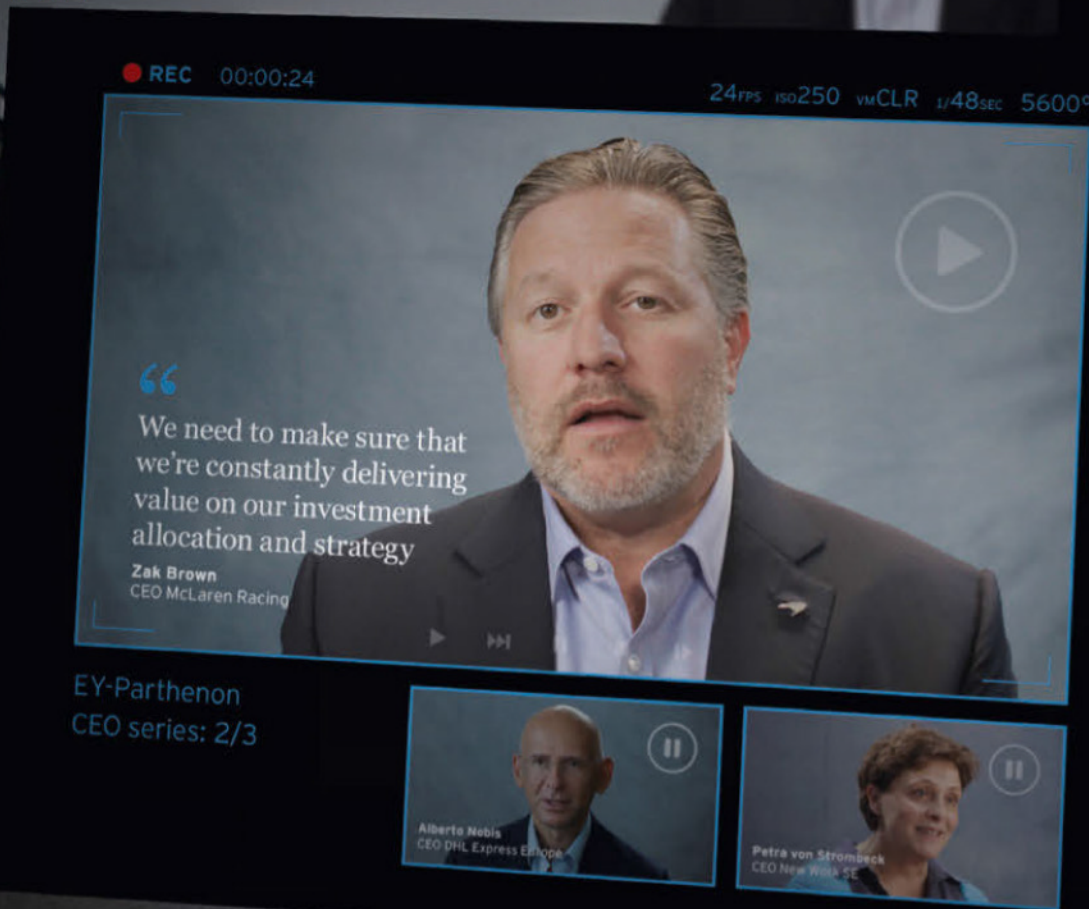 REC 00:00:24
24FPS ISO250 VMCLR 1/48SEC 5600°
“
We need to make sure that
we're constantly delivering
value on our investment
allocation and strategy
Zak Brown
CEO McLaren Racing
EY-Parthenon
CEO series: 2/3
Alberto Nobis
CEO DHL Express Europe
Petra von Strombeck
CEO New Work SE